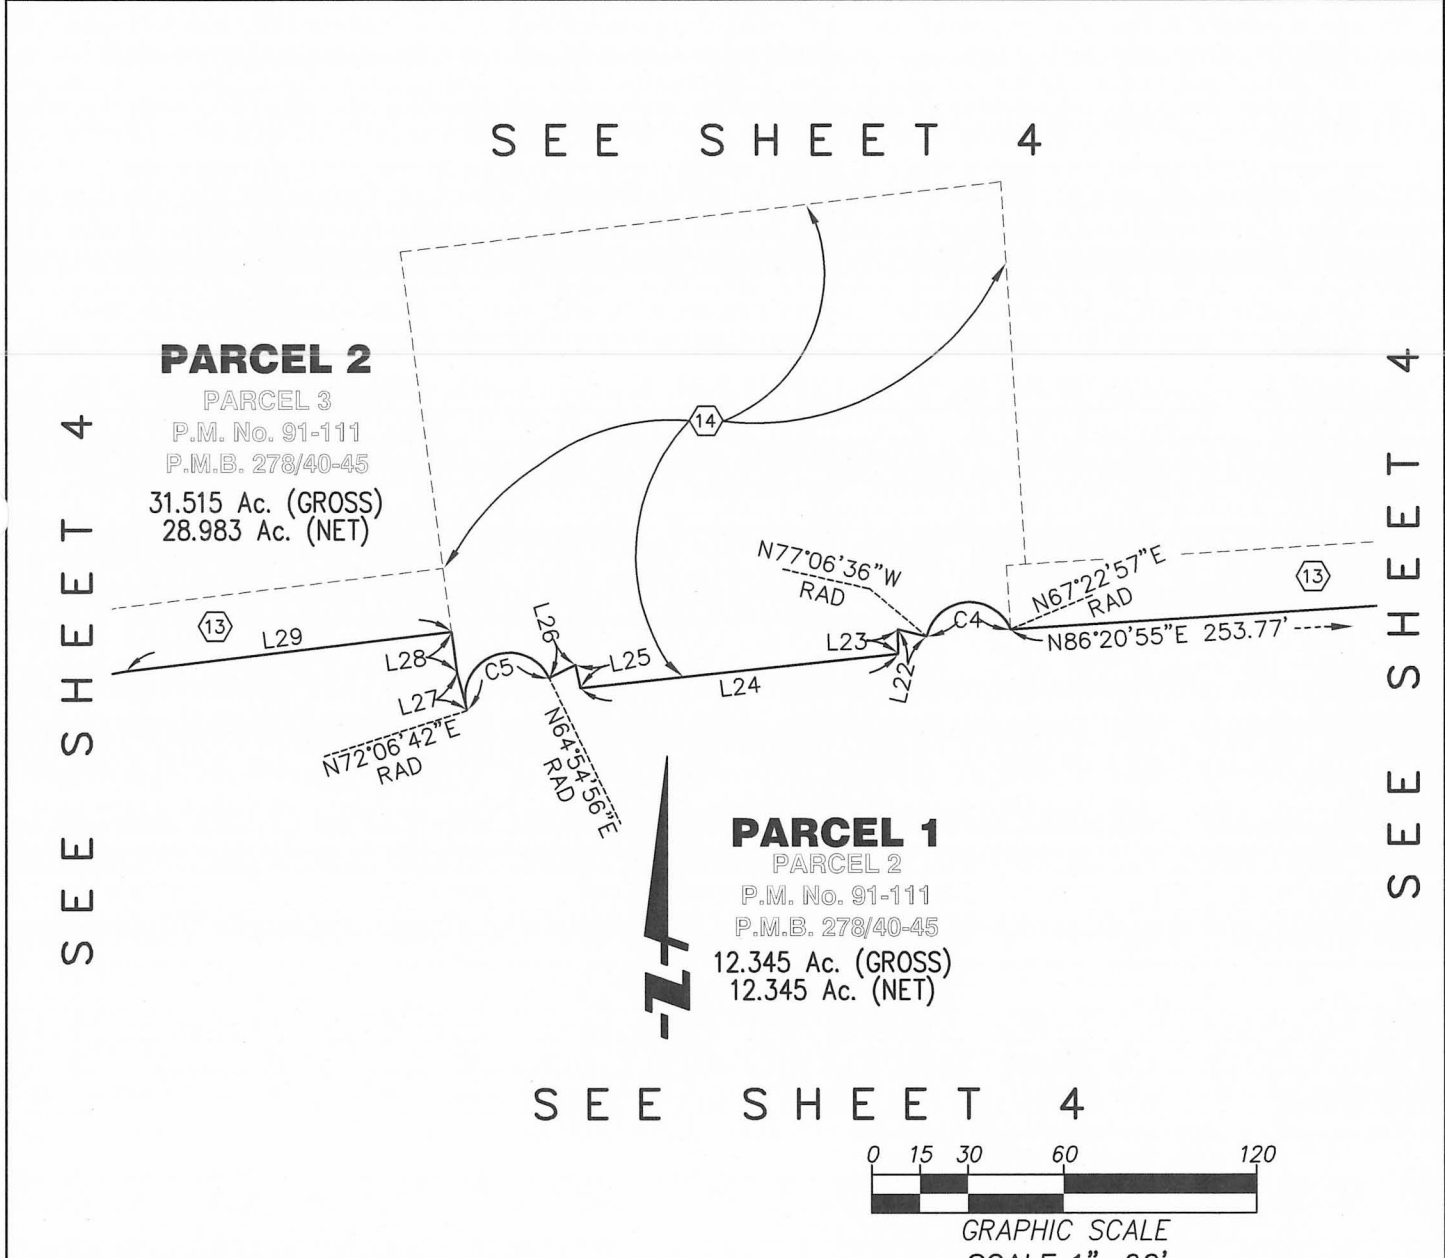 SEE SHEET 4
PARCEL 2
PARCEL 3
P.M. No. 91-111
P.M.B. 278/40-45
31.515 Ac. (GROSS)
28.983 Ac. (NET)
SEE SHEET 4
SEE SHEET 4
14
13
13
N77°06'36"W
RAD
N67°22'57"E
RAD
C4
N86°20'55"E 253.77'
L29
L28
L27
C5
L26
L25
L24
L23
L22
N72°06'42"E
RAD
N64°54'56"E
RAD
PARCEL 1
PARCEL 2
P.M. No. 91-111
P.M.B. 278/40-45
12.345 Ac. (GROSS)
12.345 Ac. (NET)
N
SEE SHEET 4
0 15 30 60 120
GRAPHIC SCALE